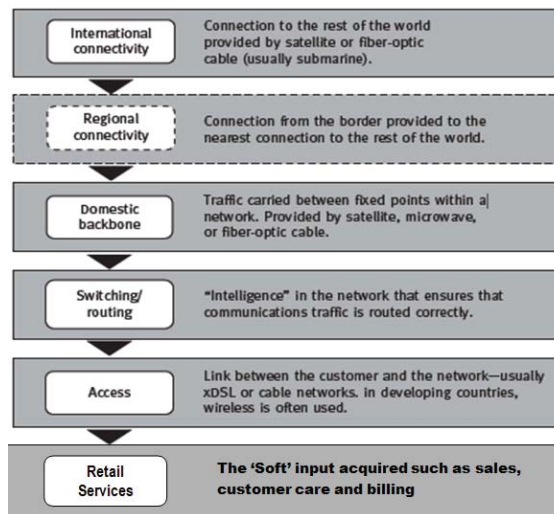 International
connectivity
Connection to the rest of the world
provided by satellite or fiber-optic
cable (usually submarine).
Regional
connectivity
Connection from the border provided to the
nearest connection to the rest of the world.
Domestic
backbone
Traffic carried between fixed points within a
network. Provided by satellite, microwave,
or fiber-optic cable.
Switching/
routing
“Intelligence” in the network that ensures that
communications traffic is routed correctly.
Access
Link between the customer and the network—usually
xDSL or cable networks. in developing countries,
wireless is often used.
Retail
Services
The ‘Soft’ input acquired such as sales,
customer care and billing